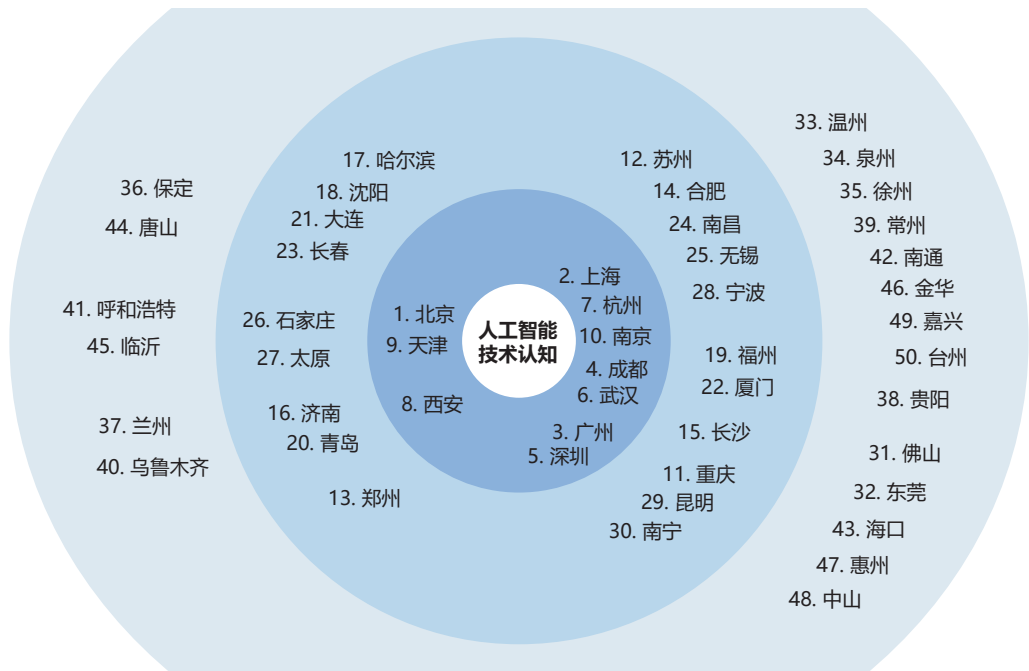 33. 温州
17. 哈尔滨
12. 苏州
34. 泉州
36. 保定
18. 沈阳
14. 合肥
35. 徐州
44. 唐山
21. 大连
24. 南昌
39. 常州
23. 长春
25. 无锡
42. 南通
2. 上海
28. 宁波
46. 金华
41. 呼和浩特
26. 石家庄
1. 北京
7. 杭州
49. 嘉兴
人工智能
技术认知
10. 南京
45. 临沂
27. 太原
9. 天津
4. 成都
19. 福州
50. 台州
6. 武汉
22. 厦门
8. 西安
38. 贵阳
37. 兰州
16. 济南
3. 广州
15. 长沙
20. 青岛
5. 深圳
31. 佛山
40. 乌鲁木齐
11. 重庆
13. 郑州
29. 昆明
32. 东莞
30. 南宁
43. 海口
47. 惠州
48. 中山